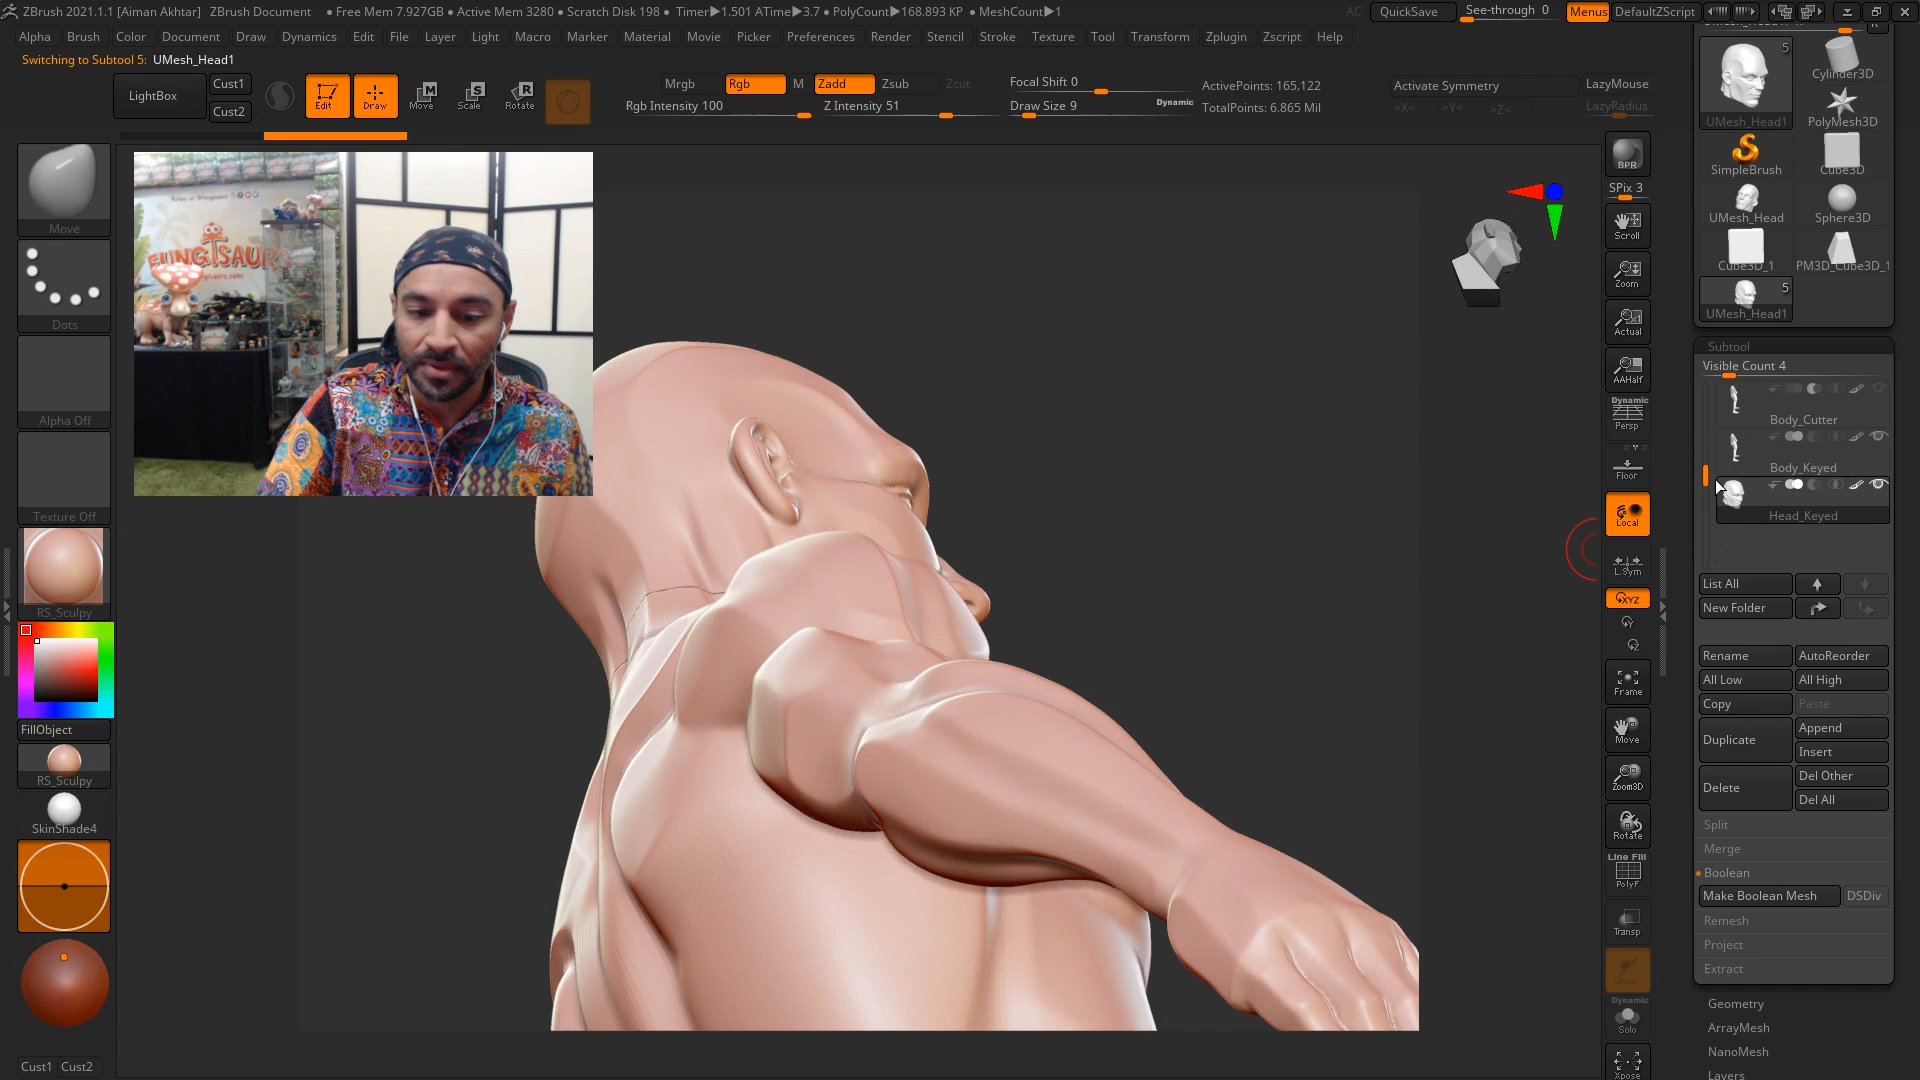 ZBrush 2021.1.1 [Aiman Akhtar] ZBrush Document • Free Mem 7.927GB • Active Mem 3280 • Scratch Disk 198 • Timer▶1.501 ATime▶3.7 • PolyCount▶168.893 KP • MeshCount▶1 AC QuickSave See-through 0 Menus DefaultZScript
Alpha Brush Color Document Draw Dynamics Edit File Layer Light Macro Marker Material Movie Picker Preferences Render Stencil Stroke Texture Tool Transform Zplugin Zscript Help
Switching to Subtool 5: UMesh_Head1
LightBox
Cust1
Cust2
Edit
Draw
Move
Scale
Rotate
Mrgb Rgb M Zadd Zsub Zcut
Rgb Intensity 100 Z Intensity 51
Focal Shift 0
Draw Size 9 Dynamic
ActivePoints: 165,122
TotalPoints: 6.865 Mil
Activate Symmetry
>X< >Y< >Z<
LazyMouse
LazyRadius
Move
Dots
Alpha Off
Texture Off
RS_Sculpy
FillObject
RS_Sculpy
SkinShade4
Cust1 Cust2
FUNGISAURS
BPR
SPix 3
Scroll
Zoom
Actual
AAHalf
Dynamic
Persp
Floor
Local
L.Sym
XYZ
Y
Z
Frame
Move
Zoom3D
Rotate
Line Fill
PolyF
Transp
Ghost
Dynamic
Solo
Xpose
5
UMesh_Head1
Cylinder3D
PolyMesh3D
SimpleBrush
Cube3D
UMesh_Head
Sphere3D
Cube3D_1
PM3D_Cube3D_1
5
UMesh_Head1
Subtool
Visible Count 4
Body_Cutter
Body_Keyed
Head_Keyed
List All
New Folder
Rename AutoReorder
All Low All High
Copy Paste
Duplicate Append
Insert
Delete Del Other
Del All
Split
Merge
Boolean
Make Boolean Mesh DSDiv
Remesh
Project
Extract
Geometry
ArrayMesh
NanoMesh
Layers